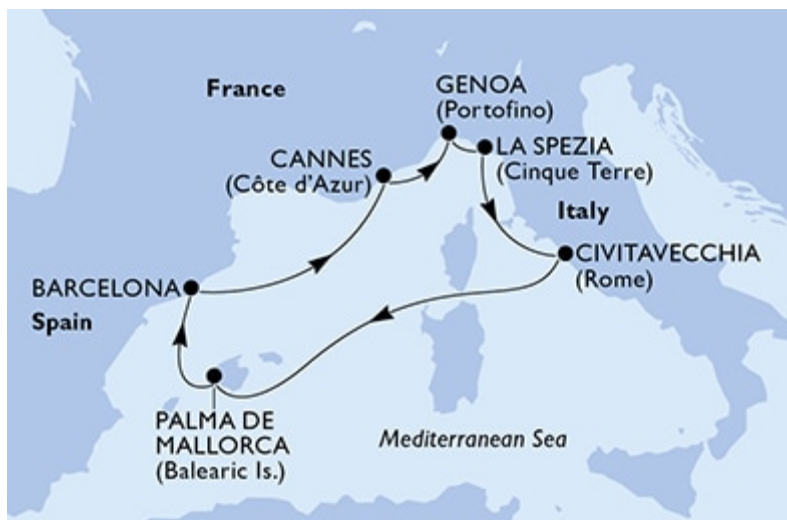 France
GENOA
(Portofino)
CANNES
(Côte d'Azur)
LA SPEZIA
(Cinque Terre)
Italy
CIVITAVECCHIA
(Rome)
BARCELONA
Spain
PALMA DE
MALLORCA
(Balearic Is.)
Mediterranean Sea